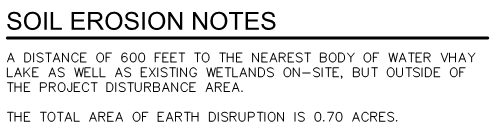 SOIL EROSION NOTES
A DISTANCE OF 600 FEET TO THE NEAREST BODY OF WATER VHAY
LAKE AS WELL AS EXISTING WETLANDS ON-SITE, BUT OUTSIDE OF
THE PROJECT DISTURBANCE AREA.
THE TOTAL AREA OF EARTH DISRUPTION IS 0.70 ACRES.